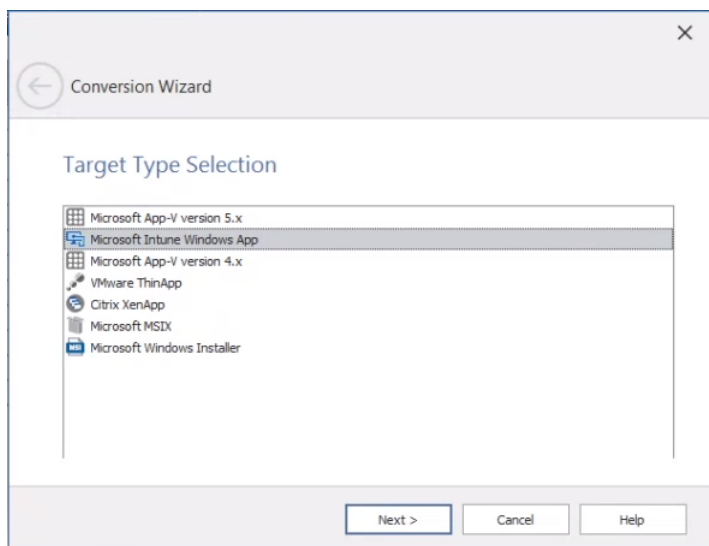 Conversion Wizard
Target Type Selection
Microsoft App-V version 5.x
Microsoft Intune Windows App
Microsoft App-V version 4.x
VMware ThinApp
Citrix XenApp
Microsoft MSIX
MSI Microsoft Windows Installer
Next > Cancel Help